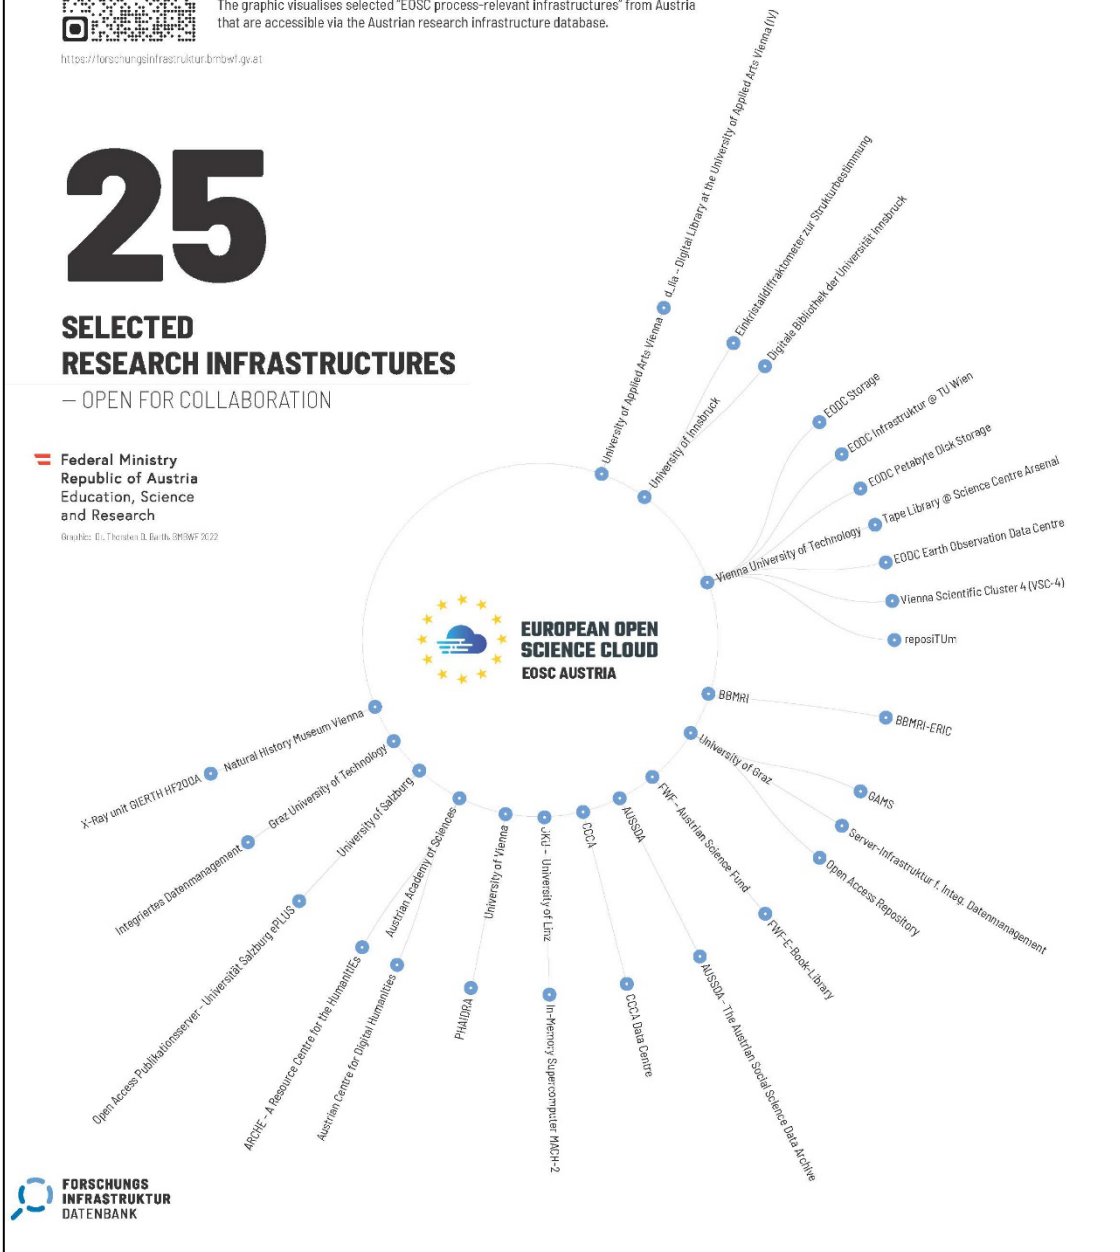 The graphic visualises selected "EOSC process-relevant infrastructures" from Austria
that are accessible via the Austrian research infrastructure database.
https://forschungsinfrastruktur.bmbwf.gv.at
25
SELECTED
RESEARCH INFRASTRUCTURES
— OPEN FOR COLLABORATION
Federal Ministry
Republic of Austria
Education, Science
and Research
Graphic: Dr. Thorsten D. Barth, BMBWF 2022
EUROPEAN OPEN
SCIENCE CLOUD
EOSC AUSTRIA
University of Applied Arts Vienna
d_lia – Digital Library at the University of Applied Arts Vienna (IV)
University of Innsbruck
Einkristalldiffraktometer zur Strukturbestimmung
Digitale Bibliothek der Universität Innsbruck
Vienna University of Technology
EODC Storage
EODC Infrastruktur @ TU Wien
EODC Petabyte Disk Storage
Tape Library @ Science Centre Arsenal
EODC Earth Observation Data Centre
Vienna Scientific Cluster 4 (VSC-4)
reposiTUm
BBMRI
BBMRI-ERIC
University of Graz
GAMS
Server-Infrastruktur f. Integ. Datenmanagement
Open Access Repository
FWF – Austrian Science Fund
FWF-E-Book-Library
AUSSDA
AUSSDA – The Austrian Social Science Data Archive
CCCA
CCCA Data Centre
JKU – University of Linz
In-Memory Supercomputer MACH-2
University of Vienna
PHAIDRA
Austrian Academy of Sciences
Austrian Centre for Digital Humanities
ARCHE – A Resource Centre for the HumanitiEs
University of Salzburg
Open Access Publikationsserver – Universität Salzburg ePLUS
Graz University of Technology
Integriertes Datenmanagement
Natural History Museum Vienna
X-Ray unit GIERTH HF200A
FORSCHUNGS
INFRASTRUKTUR
DATENBANK